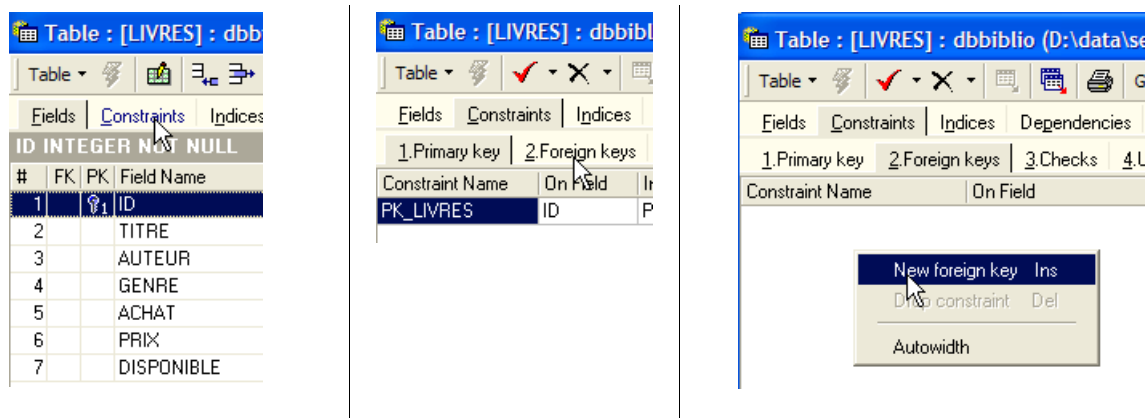 Table : [LIVRES] : dbb
Table
Fields Constraints Indices
ID INTEGER NOT NULL
# FK PK Field Name
1 1 ID
2 TITRE
3 AUTEUR
4 GENRE
5 ACHAT
6 PRIX
7 DISPONIBLE
Table : [LIVRES] : dbbibl
Table
Fields Constraints Indices
1.Primary key 2.Foreign keys
Constraint Name On Field
PK_LIVRES ID P
Table : [LIVRES] : dbbiblio (D:\data\se
Table G
Fields Constraints Indices Dependencies
1.Primary key 2.Foreign keys 3.Checks 4.U
Constraint Name On Field
New foreign key Ins
Drop constraint Del
Autowidth